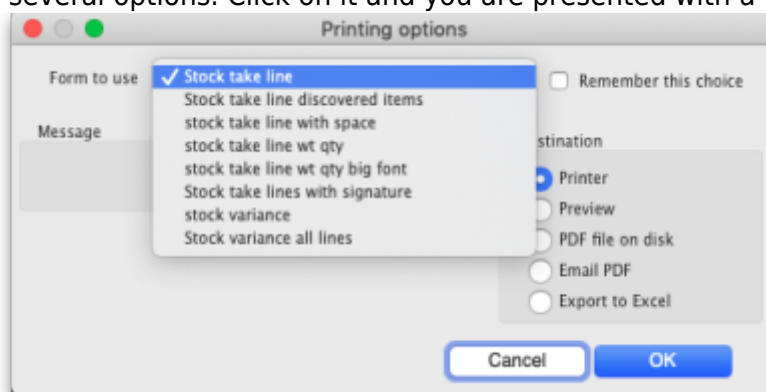 several options. Click on it and you are presented with a
Printing options
Form to use
Stock take line
Stock take line discovered items
stock take line with space
stock take line wt qty
stock take line wt qty big font
Stock take lines with signature
stock variance
Stock variance all lines
Remember this choice
Message
stination
Printer
Preview
PDF file on disk
Email PDF
Export to Excel
Cancel
OK